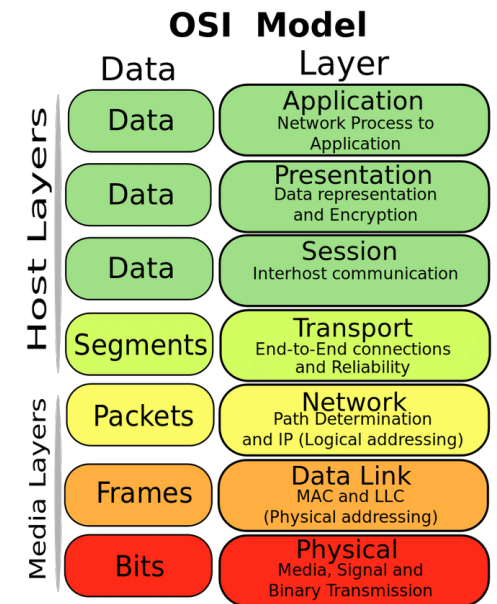 OSI Model
Data
Layer
Host Layers
Data
Application
Network Process to
Application
Data
Presentation
Data representation
and Encryption
Data
Session
Interhost communication
Segments
Transport
End-to-End connections
and Reliability
Media Layers
Packets
Network
Path Determination
and IP (Logical addressing)
Frames
Data Link
MAC and LLC
(Physical addressing)
Bits
Physical
Media, Signal and
Binary Transmission